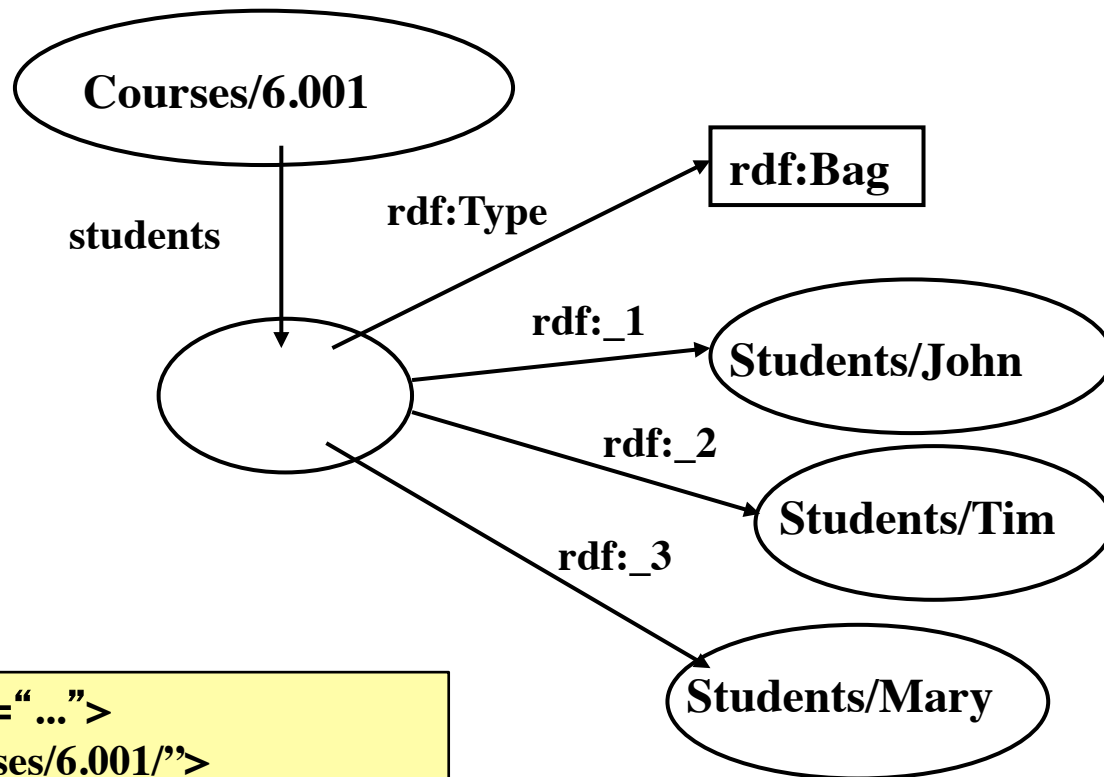 Courses/6.001
rdf:Bag
rdf:Type
students
rdf:_1
Students/John
rdf:_2
Students/Tim
rdf:_3
Students/Mary
=“...”>
ses/6.001/”>